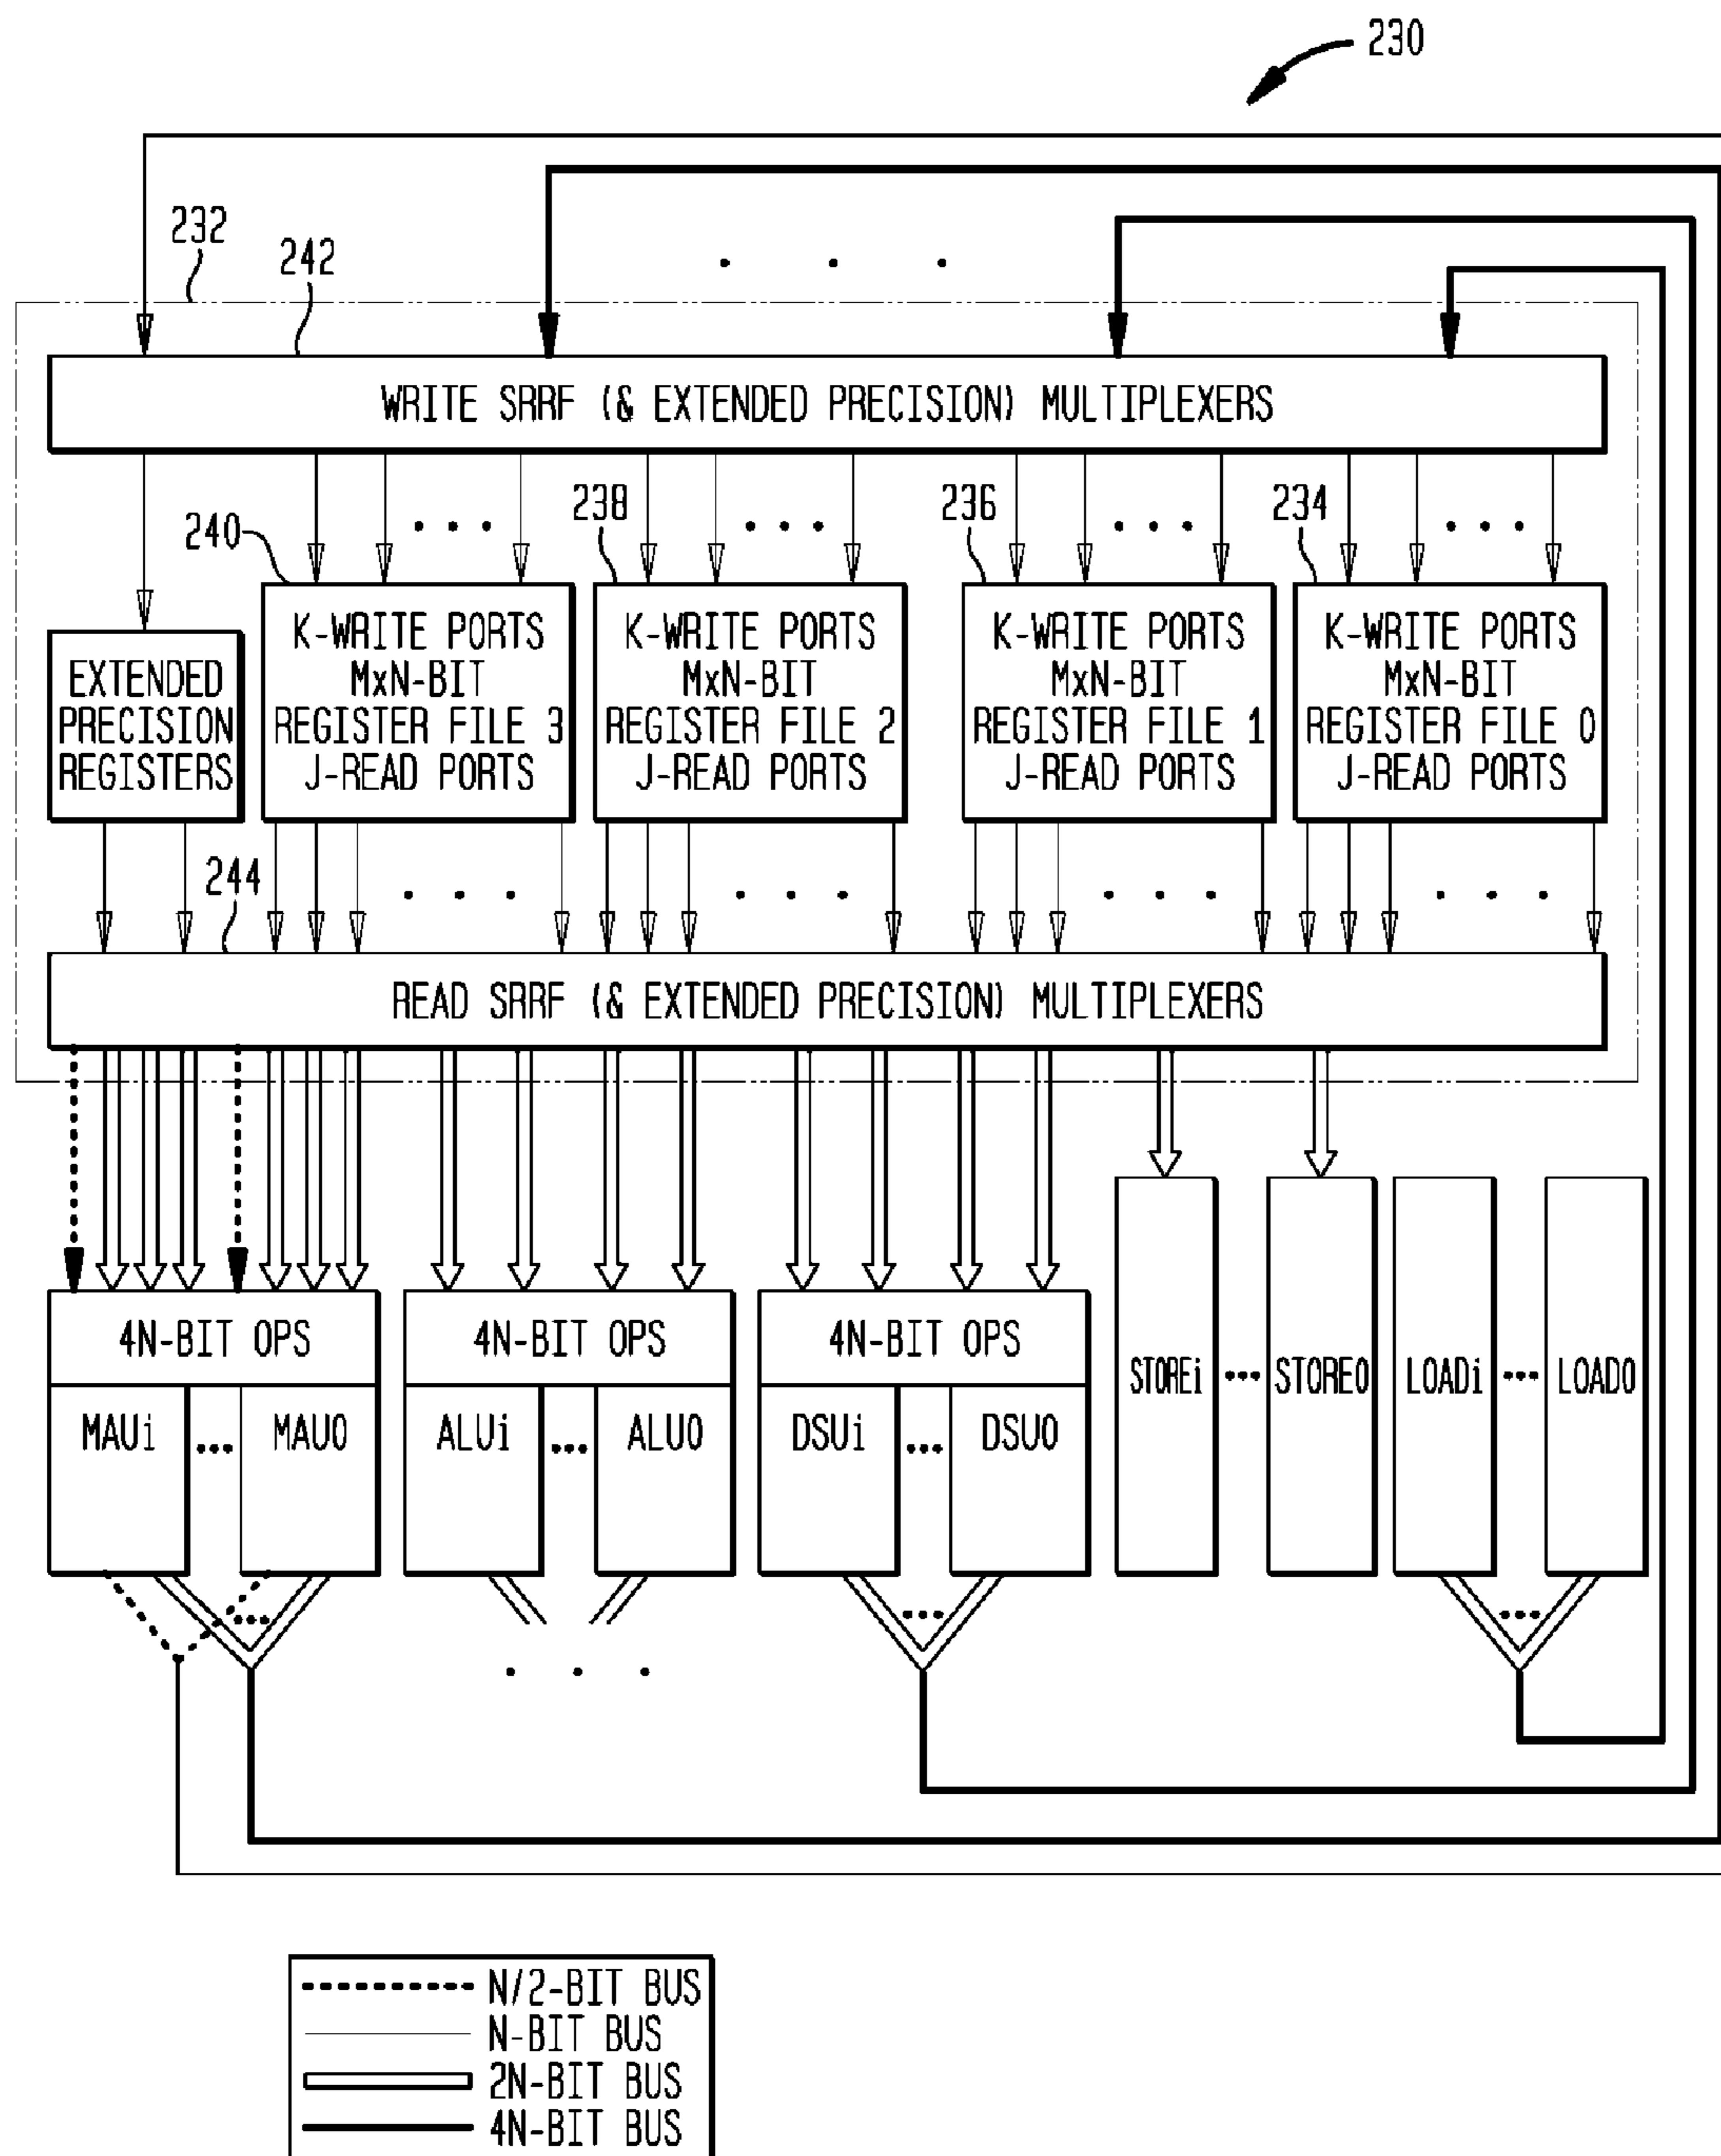 230
232
242
WRITE SRRF (& EXTENDED PRECISION) MULTIPLEXERS
240
238
236
234
EXTENDED
PRECISION
REGISTERS
K-WRITE PORTS
MxN-BIT
REGISTER FILE 3
J-READ PORTS
K-WRITE PORTS
MxN-BIT
REGISTER FILE 2
J-READ PORTS
K-WRITE PORTS
MxN-BIT
REGISTER FILE 1
J-READ PORTS
K-WRITE PORTS
MxN-BIT
REGISTER FILE 0
J-READ PORTS
244
READ SRRF (& EXTENDED PRECISION) MULTIPLEXERS
4N-BIT OPS
MAUi ... MAU0
4N-BIT OPS
ALUi ... ALU0
4N-BIT OPS
DSUi ... DSU0
STOREi ... STORE0
LOADi ... LOAD0
N/2-BIT BUS
N-BIT BUS
2N-BIT BUS
4N-BIT BUS